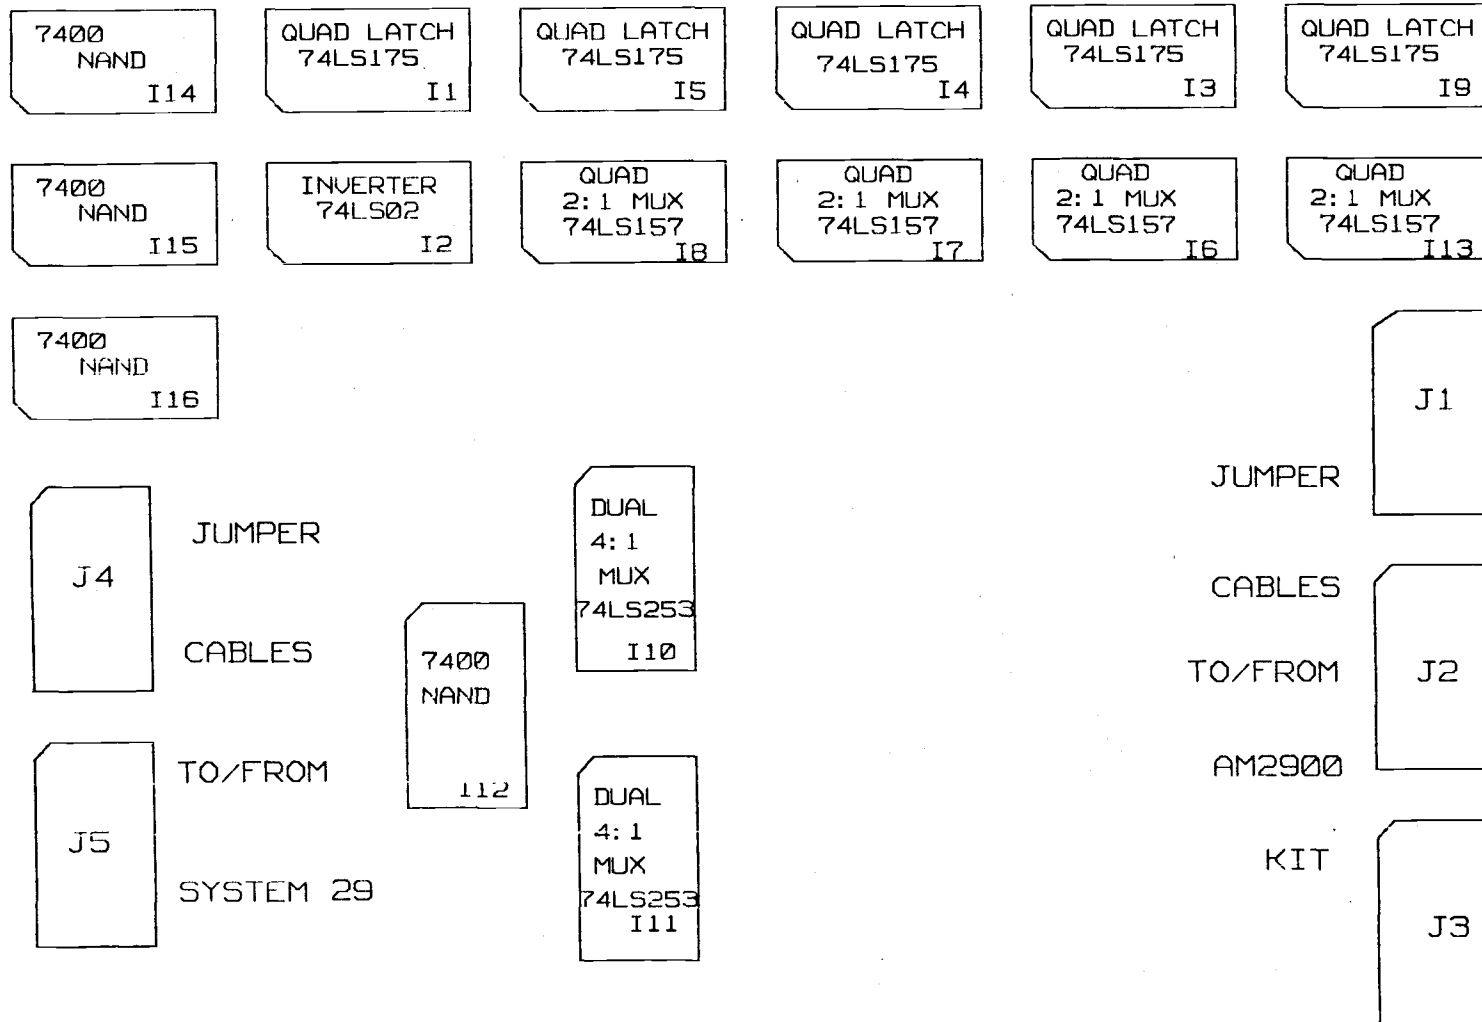 7400
NAND
I14
QUAD LATCH
74LS175
I1
QUAD LATCH
74LS175
I5
QUAD LATCH
74LS175
I4
QUAD LATCH
74LS175
I3
QUAD LATCH
74LS175
I9
7400
NAND
I15
INVERTER
74LS02
I2
QUAD
2:1 MUX
74LS157
I8
QUAD
2:1 MUX
74LS157
I7
QUAD
2:1 MUX
74LS157
I6
QUAD
2:1 MUX
74LS157
I13
7400
NAND
I16
J4
JUMPER
CABLES
TO/FROM
SYSTEM 29
J5
7400
NAND
I12
DUAL
4:1
MUX
74LS253
I10
DUAL
4:1
MUX
74LS253
I11
JUMPER
CABLES
TO/FROM
AM2900
KIT
J1
J2
J3